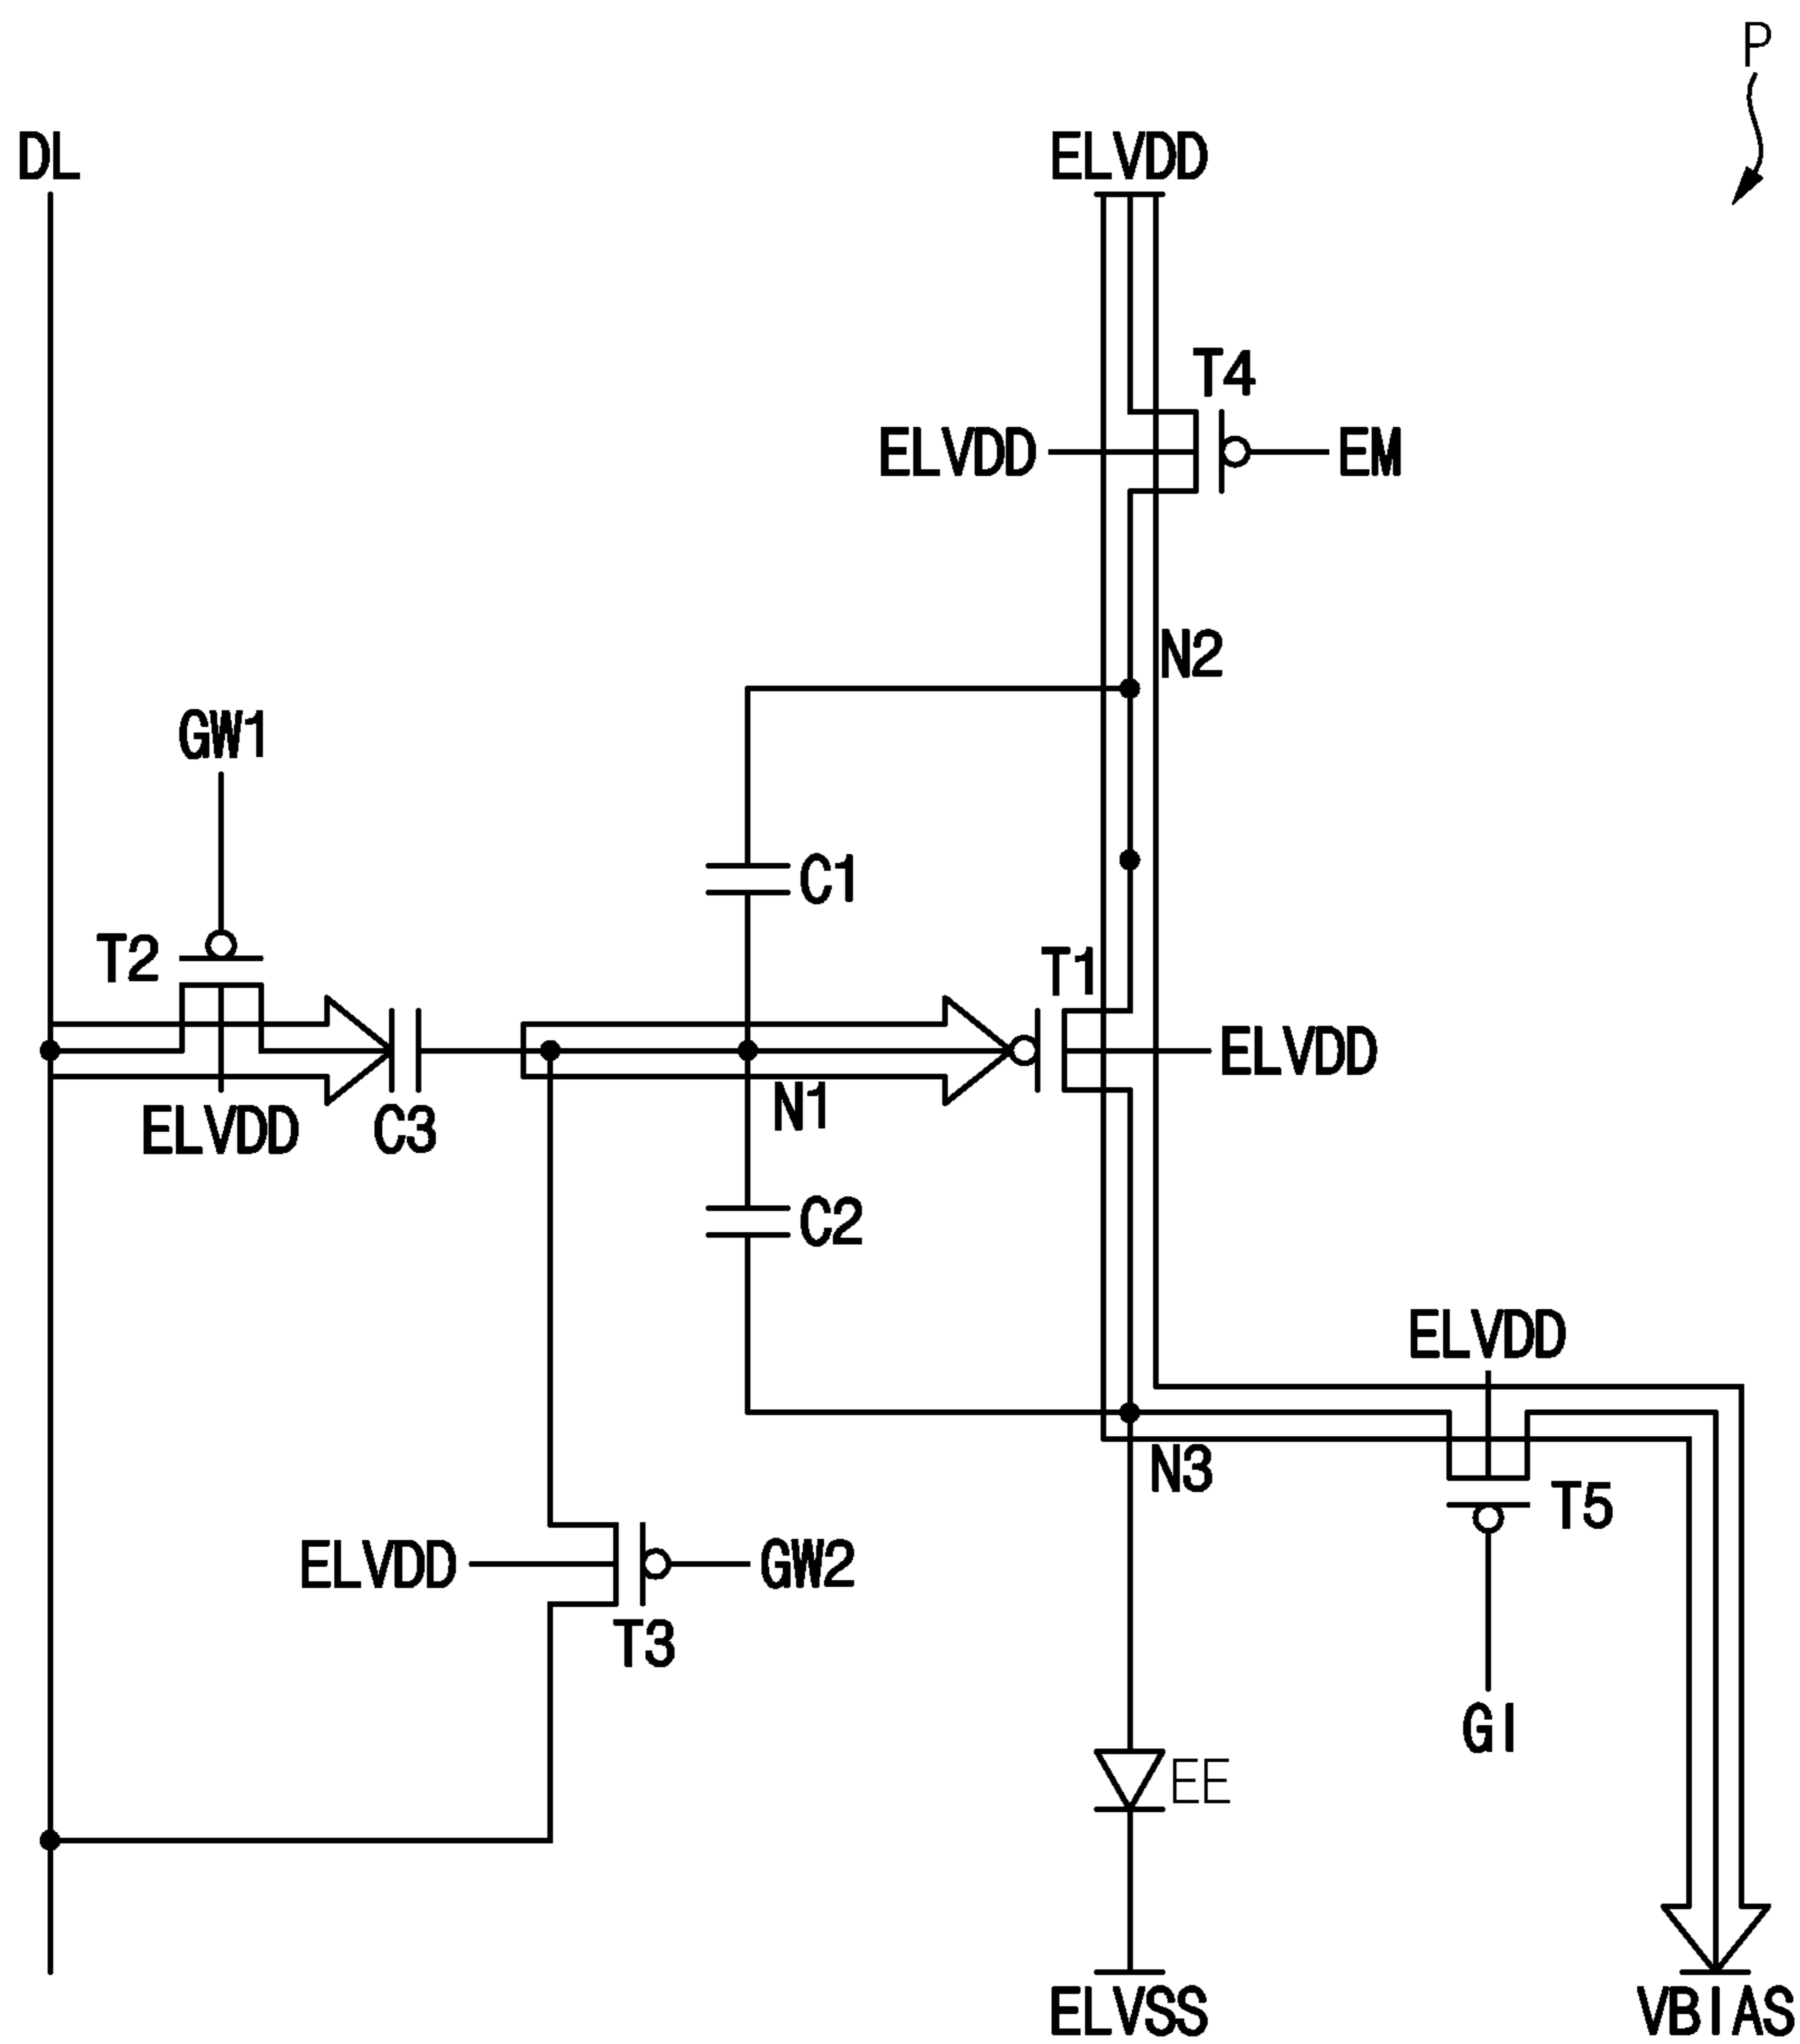 P
DL
ELVDD
T4
ELVDD
EM
N2
GW1
C1
T2
T1
ELVDD
N1
ELVDD
C3
C2
ELVDD
N3
T5
ELVDD
GW2
T3
GI
EE
ELVSS
VBIAS